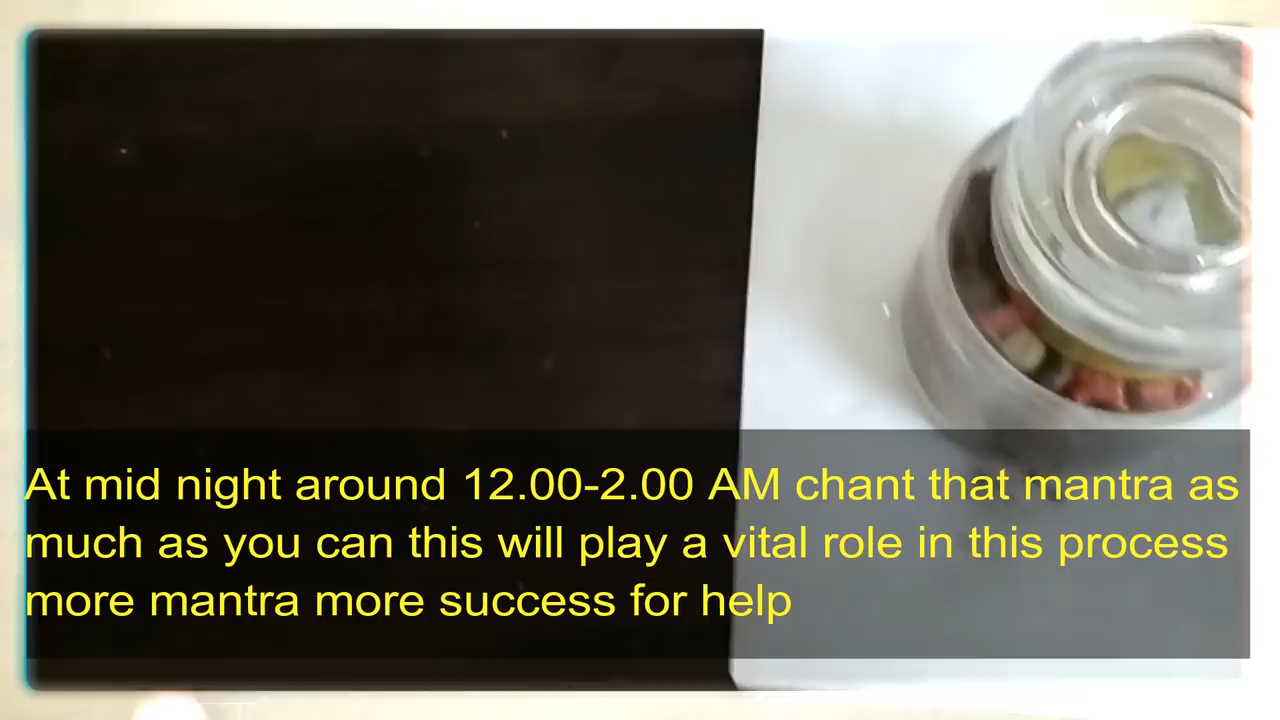 At mid night around 12.00-2.00 AM chant that mantra as
much as you can this will play a vital role in this process
more mantra more success for help